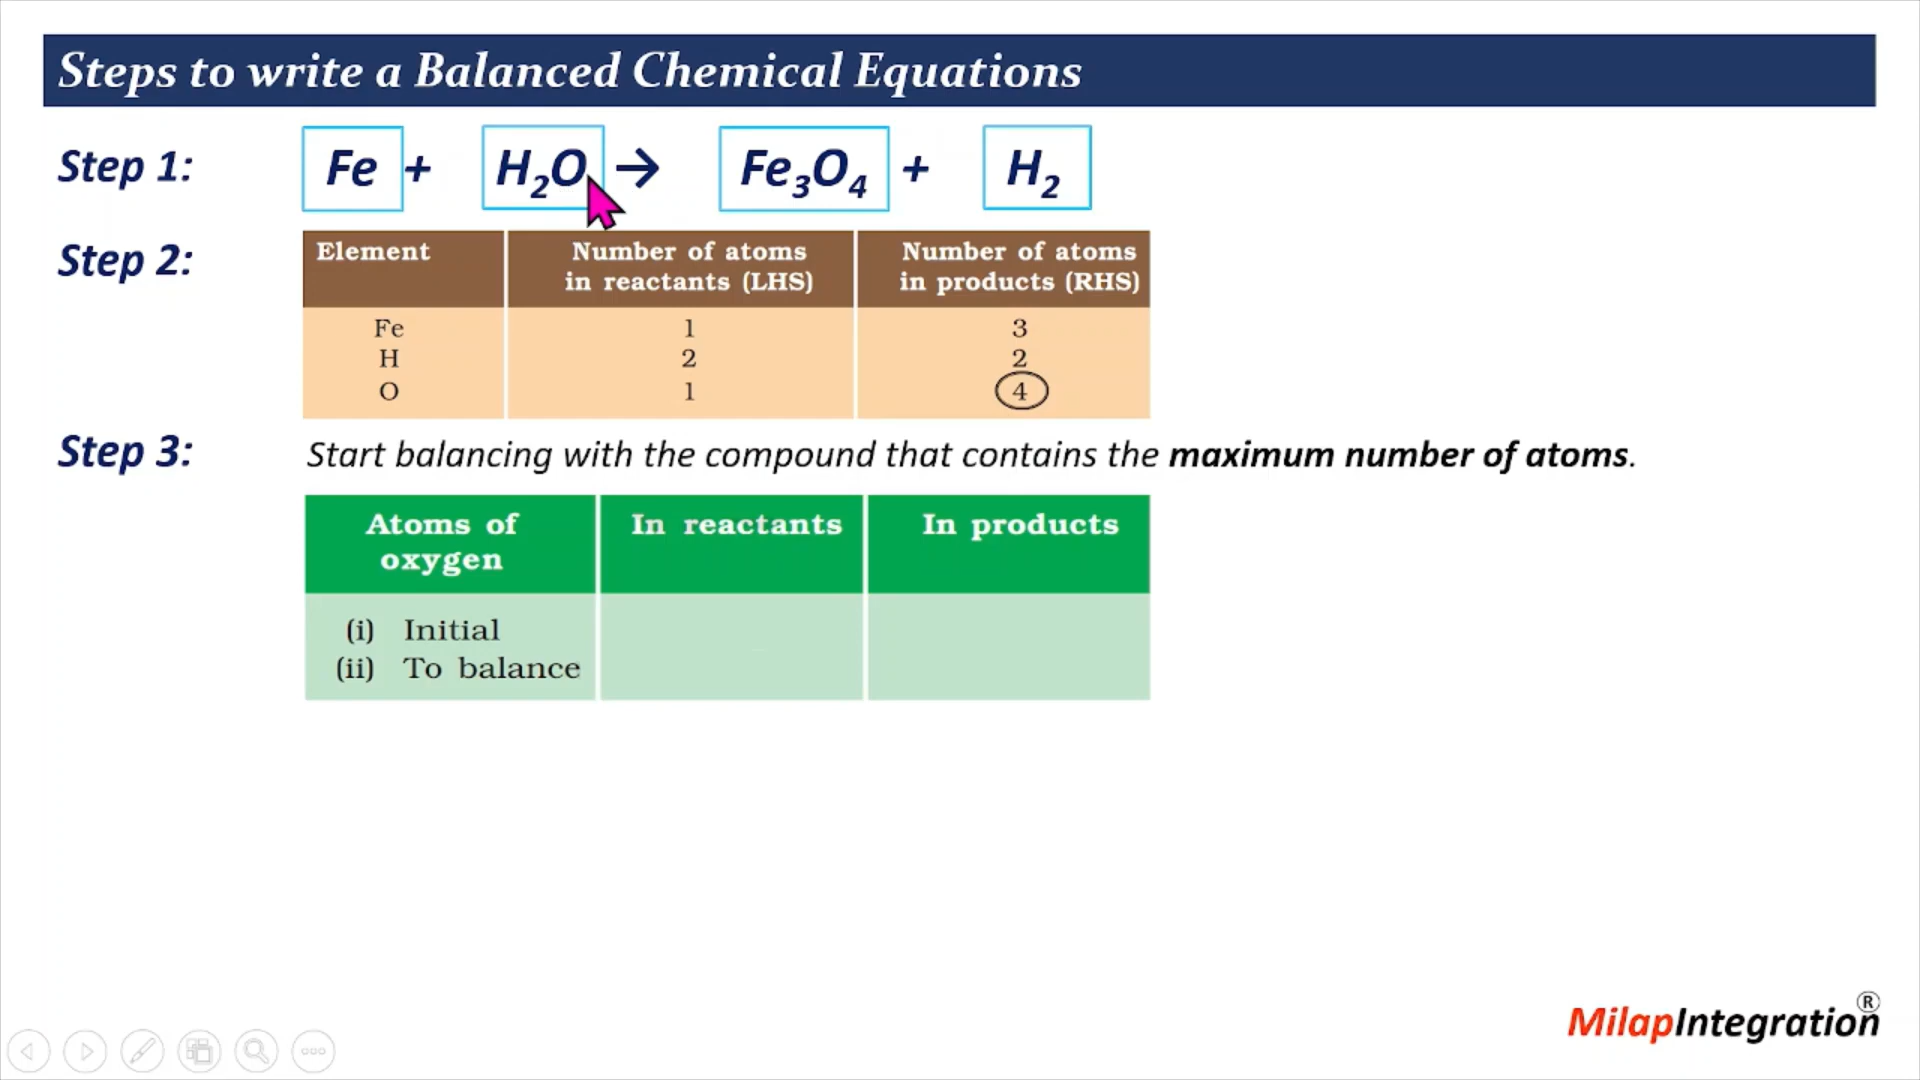 Steps to write a Balanced Chemical Equations
Step 1: Fe + H₂O → Fe₃O₄ + H₂
Step 2:
Element Number of atoms in reactants (LHS) Number of atoms in products (RHS)
Fe 1 3
H 2 2
O 1 4
Step 3: Start balancing with the compound that contains the maximum number of atoms.
Atoms of oxygen In reactants In products
(i) Initial
(ii) To balance
MilapIntegration®